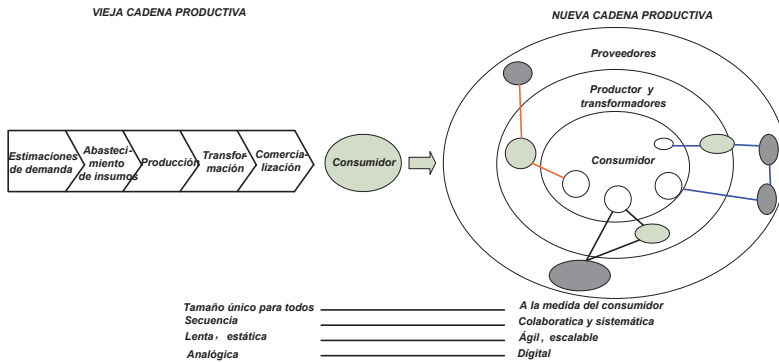 VIEJA CADENA PRODUCTIVA
NUEVA CADENA PRODUCTIVA
Estimaciones
de demanda
Abasteci-
miento
de insumos
Producción
Transfor-
mación
Comercia-
lización
Consumidor
Proveedores
Productor y
transformadores
Consumidor
Tamaño único para todos
A la medida del consumidor
Secuencia
Colaboratica y sistemática
Lenta, estática
Ágil, escalable
Analógica
Dígital